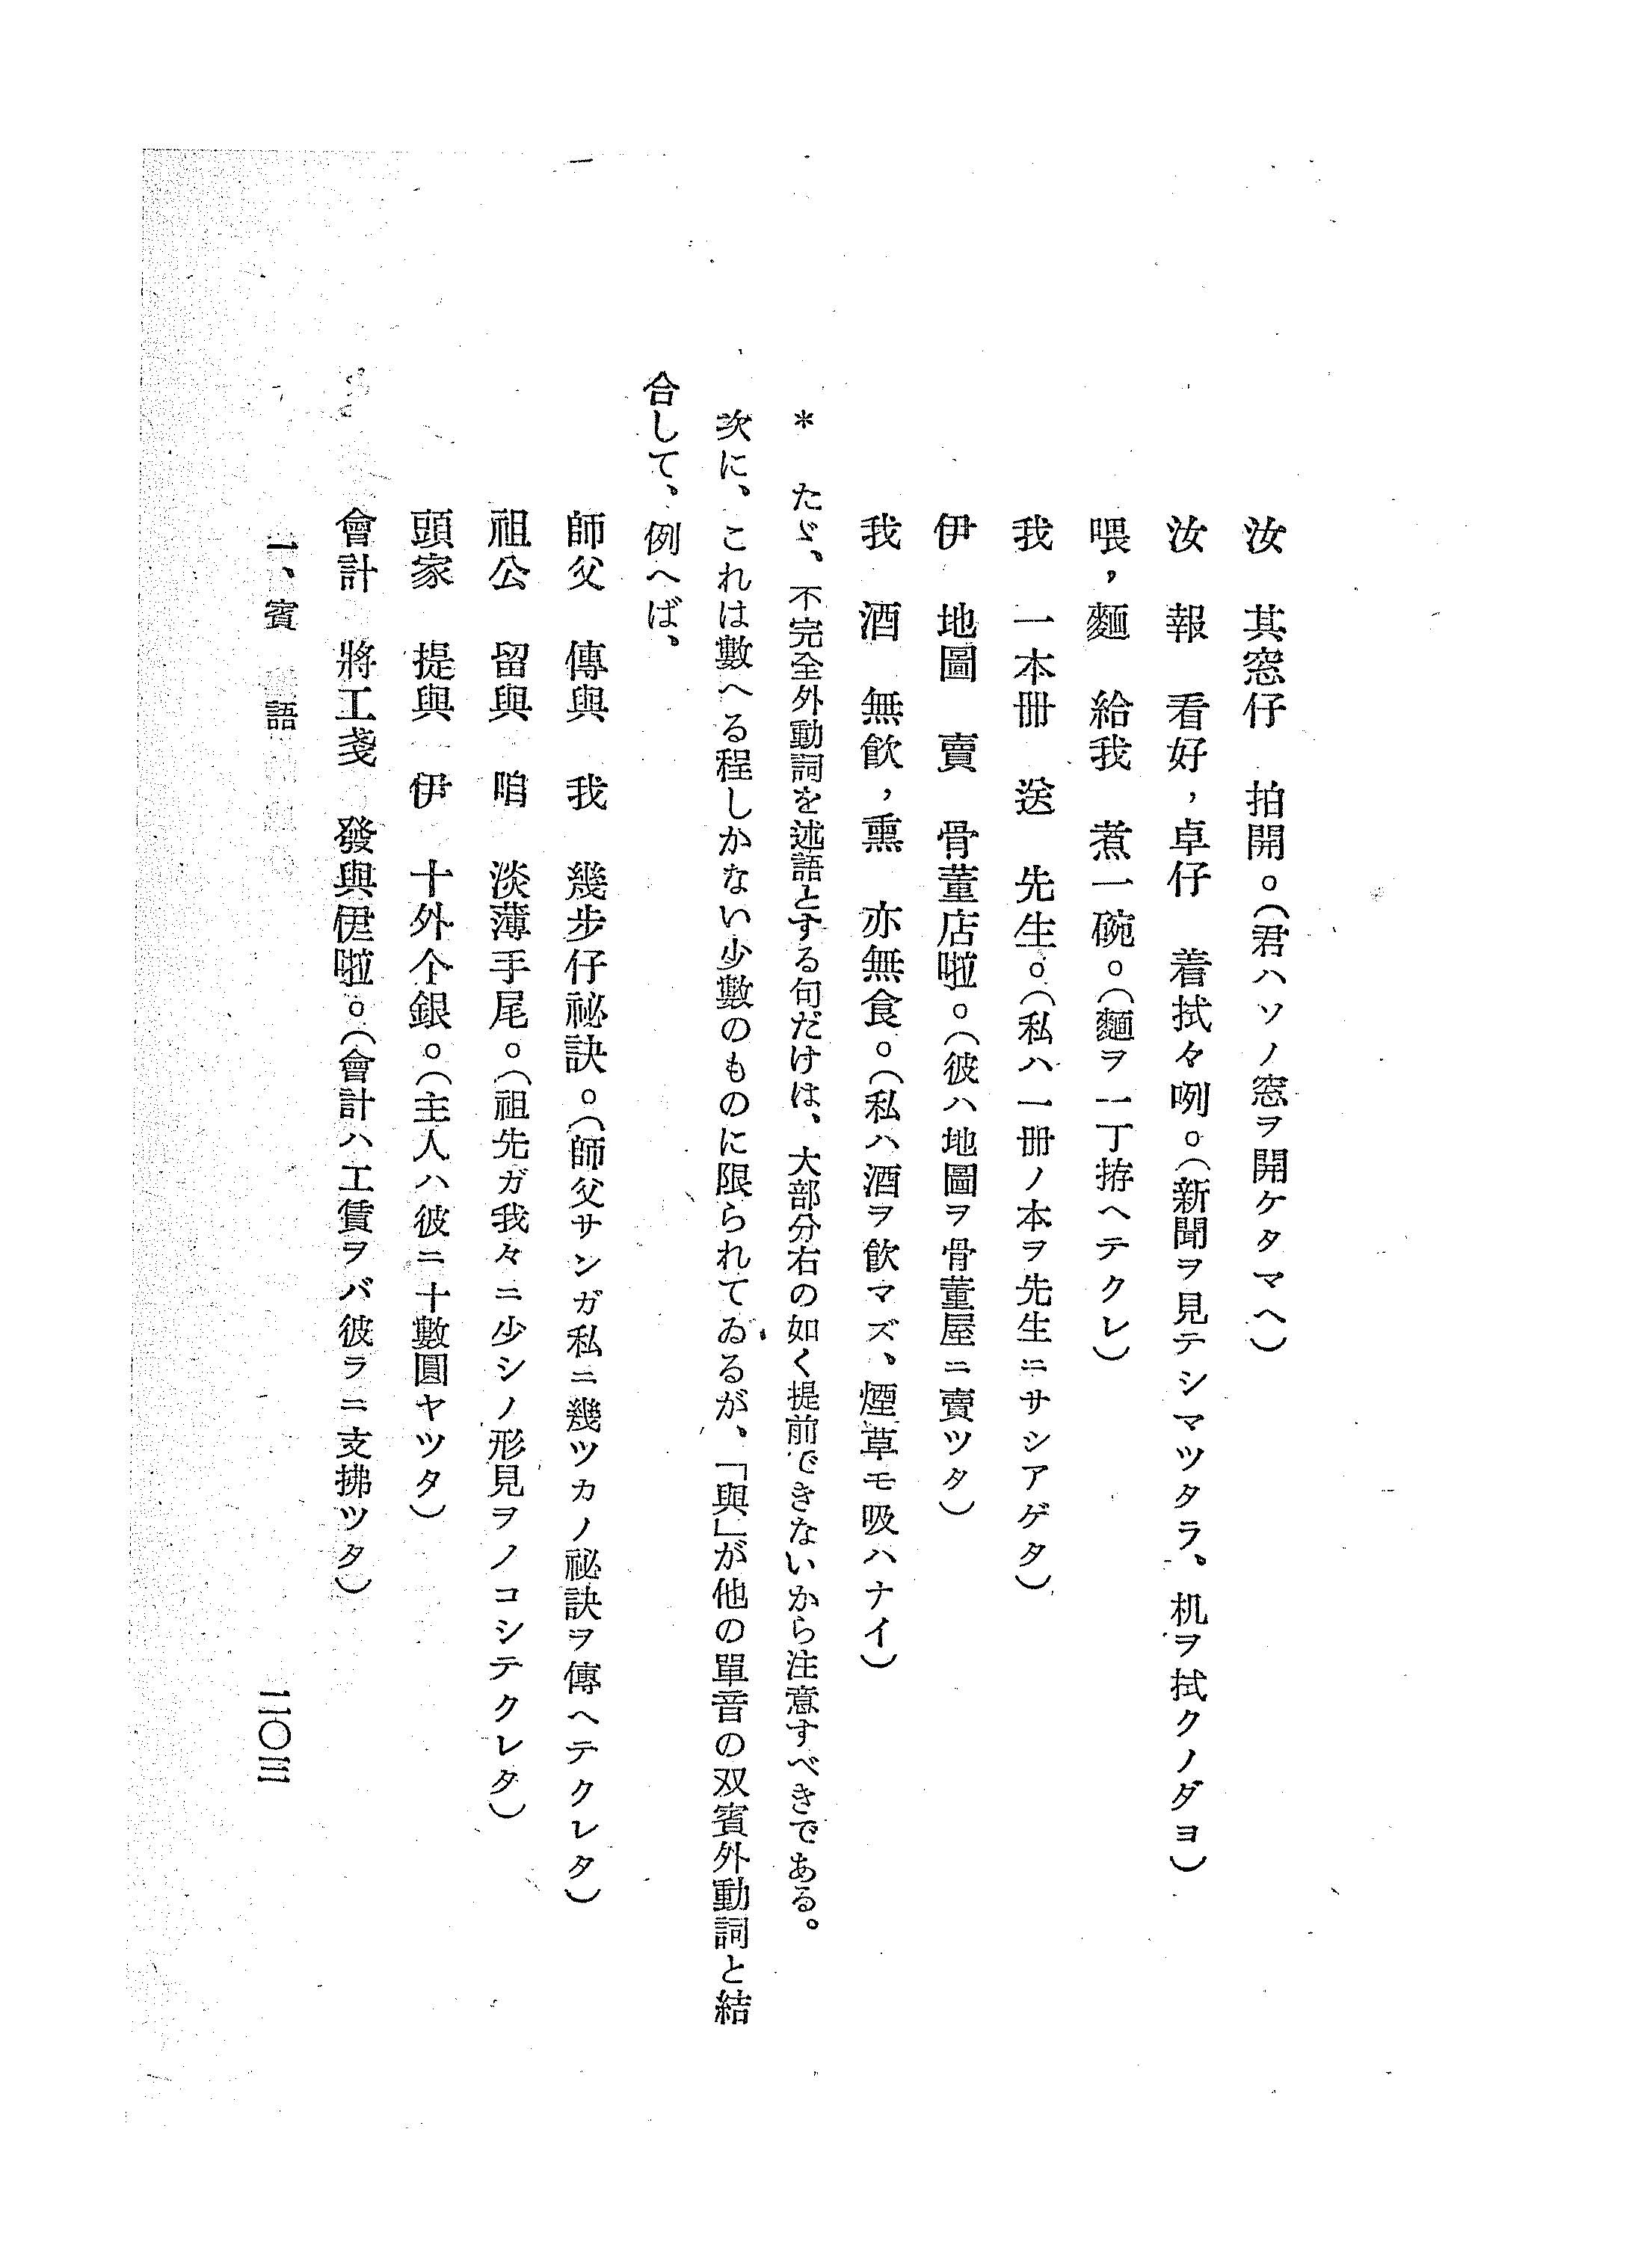 汝　其窓仔　拍開。(君ハソノ窓ヲ開ケタマヘ)
汝　報　看好，卓仔　着拭々咧。(新聞ヲ見テシマツタラ、机ヲ拭クノダヨ)
喂，麵　給我　煮一碗。(麵ヲ一丁拵ヘテクレ)
我　一本冊　送　先生。(私ハ一冊ノ本ヲ先生ニサシアゲタ)
伊　地圖　賣　骨董店啦。(彼ハ地圖ヲ骨董屋ニ賣ツタ)
我　酒　無飮，熏　亦無食。(私ハ酒ヲ飮マズ、煙草モ吸ハナイ)
＊　たゞ、不完全外動詞を述語とする句だけは、大部分右の如く提前できないから注意すべきである。
次に、これは數へる程しかない少數のものに限られてゐるが、「與」が他の單音の双賓外動詞と結
合して、例へば、
師父　傳與　我　幾步仔祕訣。(師父サンガ私ニ幾ツカノ祕訣ヲ傳ヘテクレタ)
祖公　留與　咱　淡薄手尾。(祖先ガ我々ニ少シノ形見ヲノコシテクレタ)
頭家　提與　伊　十外个銀。(主人ハ彼ニ十數圓ヤツタ)
會計　將工戔　發與伊啦。(會計ハ工賃ヲバ彼ラニ支拂ツタ)
一、賓　語
二〇三